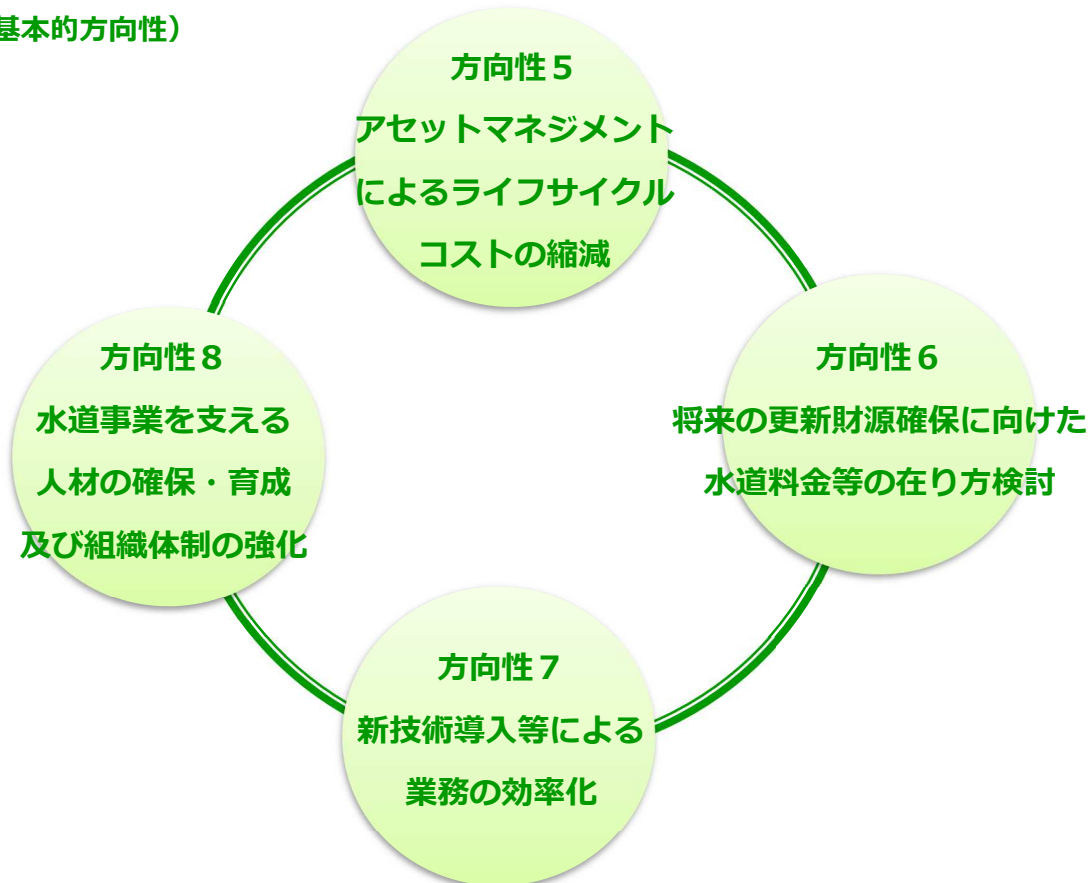 基本的方向性）
方向性５
アセットマネジメント
によるライフサイクル
コストの縮減
方向性６
将来の更新財源確保に向けた
水道料金等の在り方検討
方向性７
新技術導入等による
業務の効率化
方向性８
水道事業を支える
人材の確保・育成
及び組織体制の強化